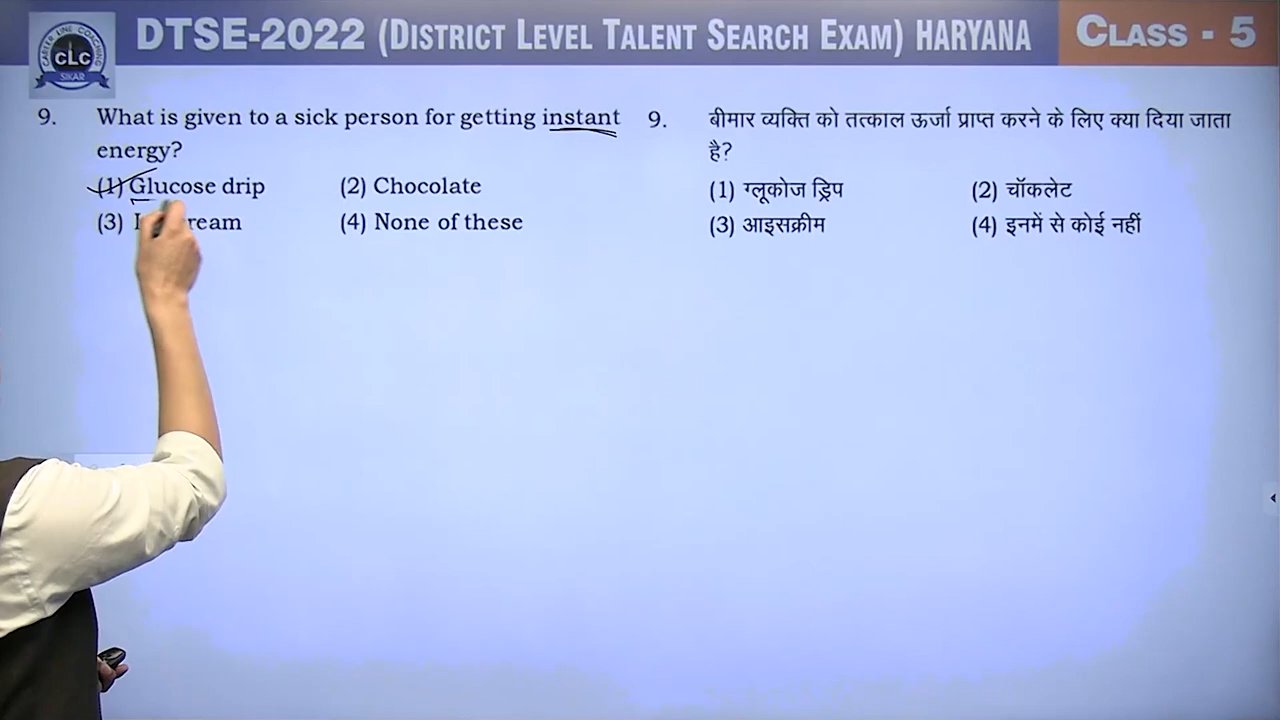 CAREER LINE COACHING
CLC
SIKAR
DTSE-2022 (DISTRICT LEVEL TALENT SEARCH EXAM) HARYANA
CLASS - 5
9. What is given to a sick person for getting instant
energy?
(1) Glucose drip (2) Chocolate
(3) (4) None of these
9. बीमार व्यक्ति को तत्काल ऊर्जा प्राप्त करने के लिए क्या दिया जाता
है?
(1) ग्लूकोज ड्रिप (2) चॉकलेट
(3) आइसक्रीम (4) इनमें से कोई नहीं